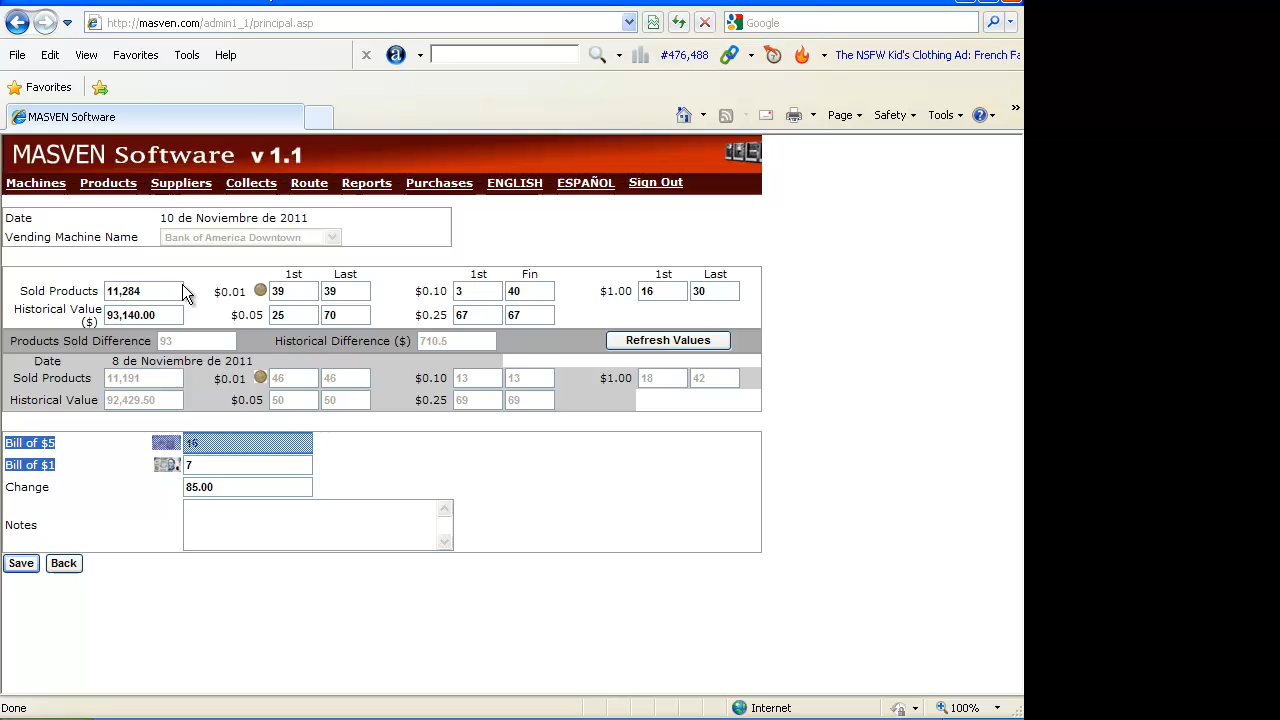 http://masven.com/admin1_1/principal.asp
Google
File Edit View Favorites Tools Help
x a #476,488 The NSFW Kid's Clothing Ad: French Fa
Favorites
MASVEN Software
Page Safety Tools »
MASVEN Software v 1.1
Machines Products Suppliers Collects Route Reports Purchases ENGLISH ESPAÑOL Sign Out
Date 10 de Noviembre de 2011
Vending Machine Name Bank of America Downtown
1st Last 1st Fin 1st Last
Sold Products 11,284 $0.01 39 39 $0.10 3 40 $1.00 16 30
Historical Value ($) 93,140.00 $0.05 25 70 $0.25 67 67
Products Sold Difference 93 Historical Difference ($) 710.5 Refresh Values
Date 8 de Noviembre de 2011
Sold Products 11,191 $0.01 46 46 $0.10 13 13 $1.00 18 42
Historical Value 92,429.50 $0.05 50 50 $0.25 69 69
Bill of $5 16
Bill of $1 7
Change 85.00
Notes
Save Back
Done Internet 100%